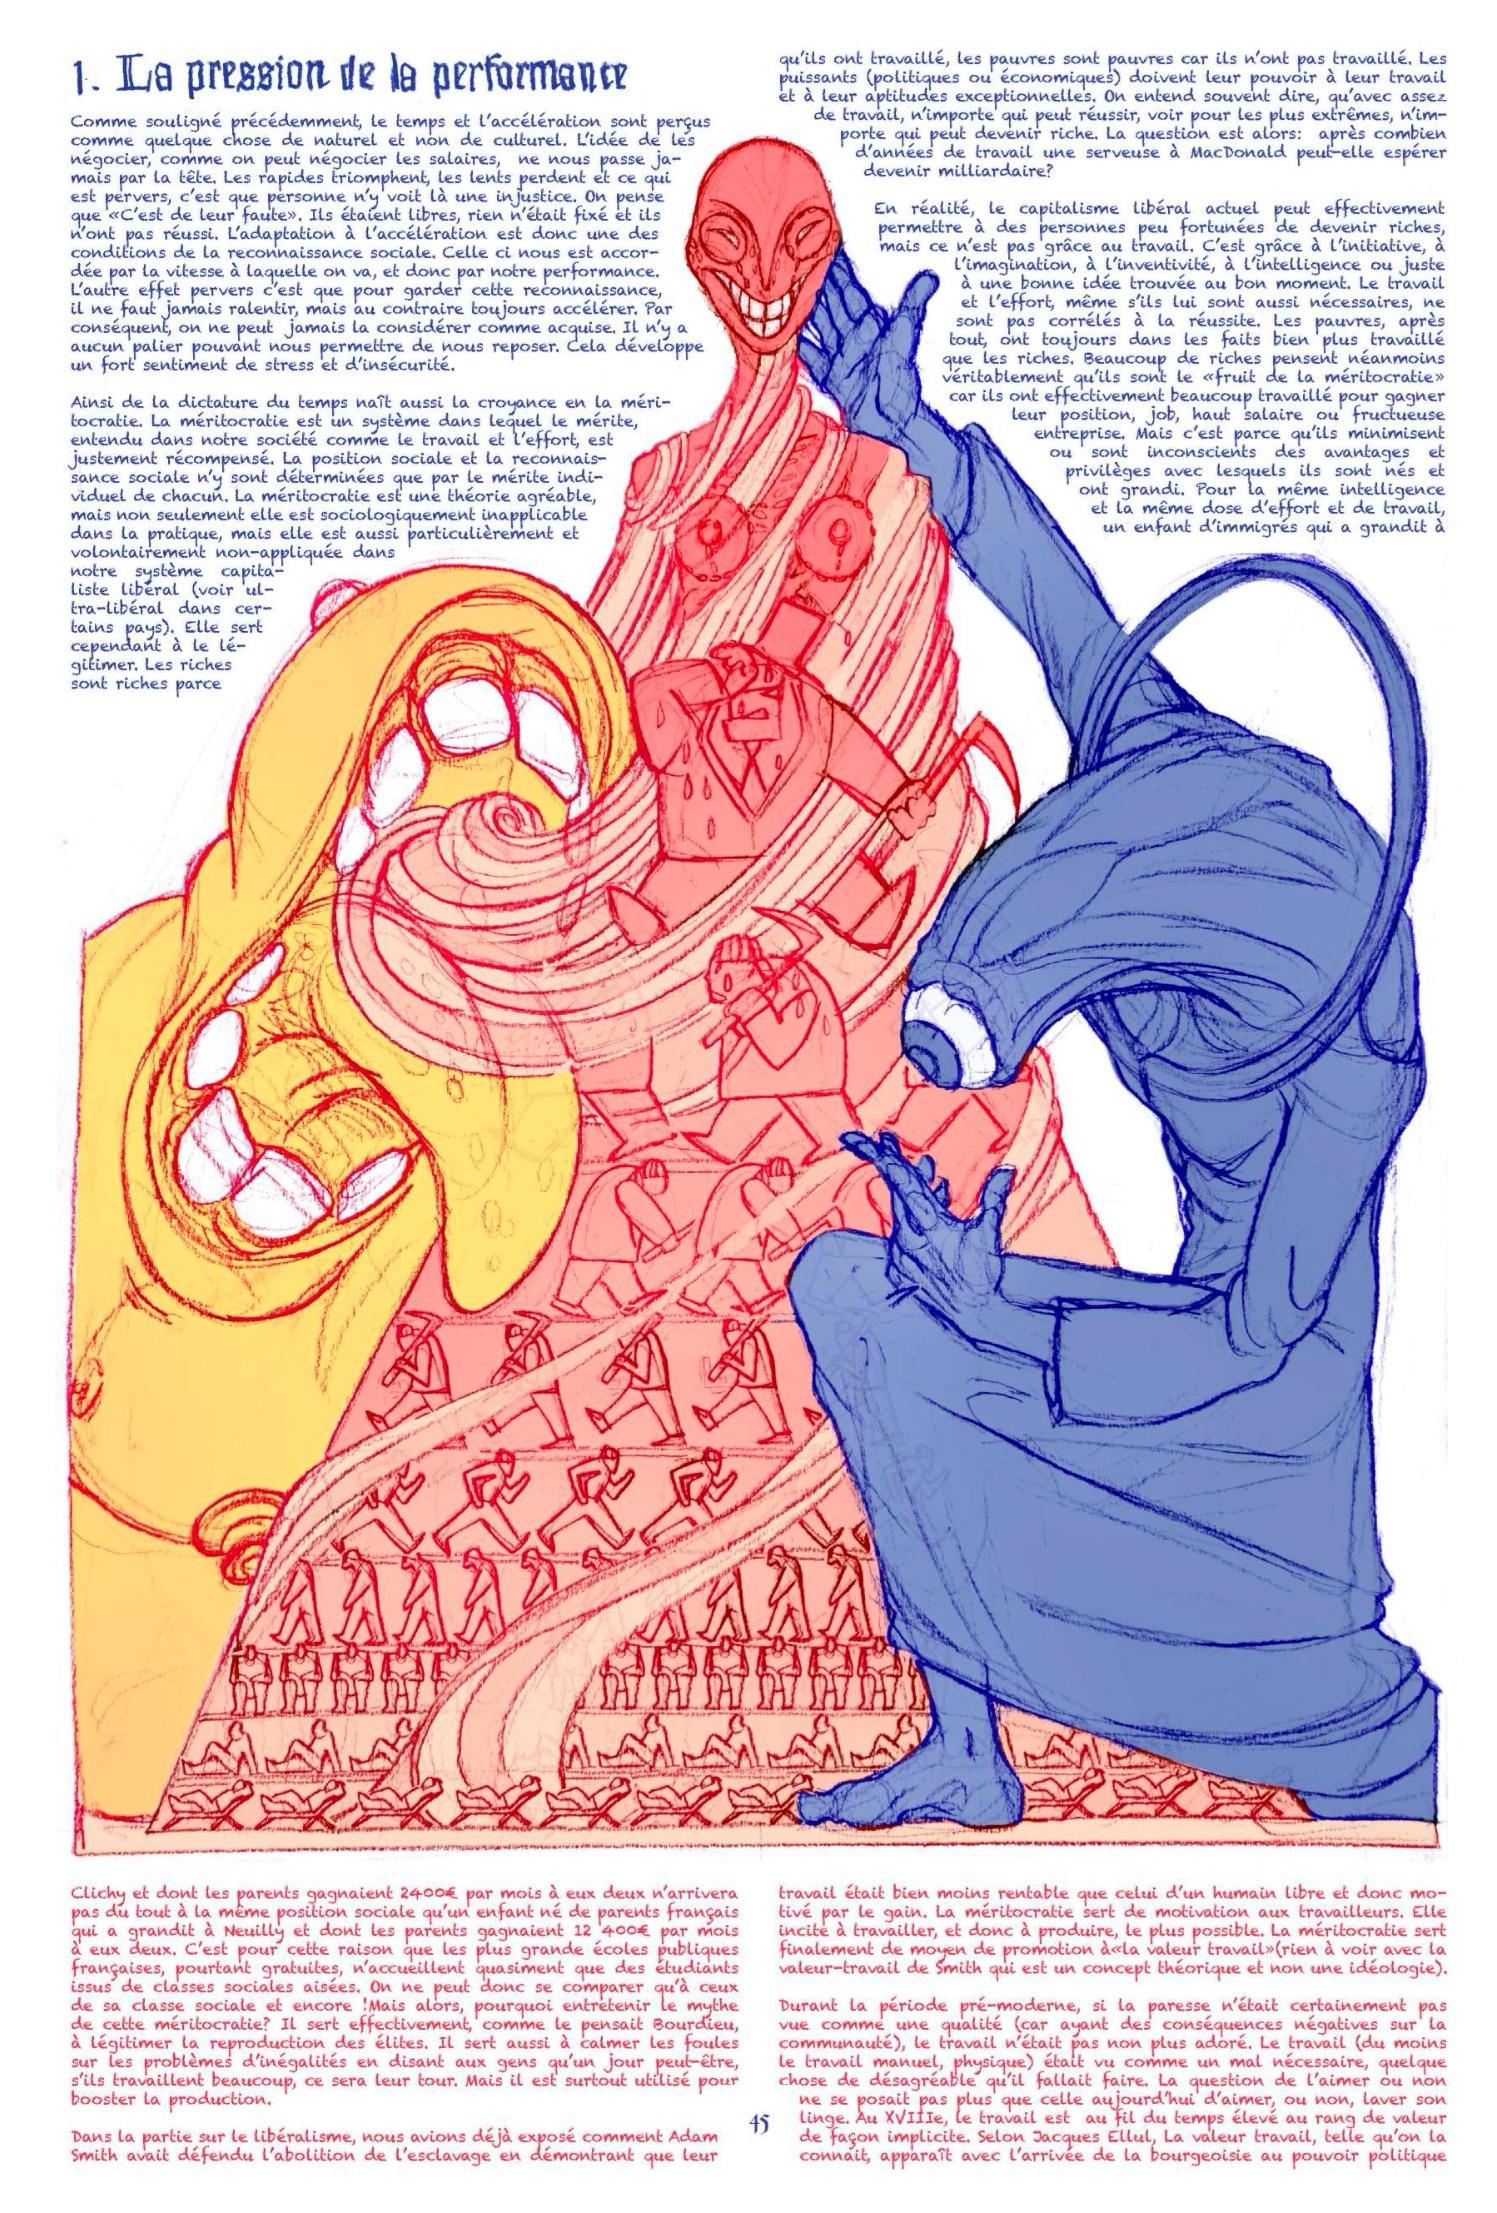 1. La pression de la performance
Comme souligné précédemment, le temps et l'accélération sont perçus
comme quelque chose de naturel et non de culturel. L'idée de les
négocier, comme on peut négocier les salaires, ne nous passe ja-
mais par la tête. Les rapides triomphent, les lents perdent et ce qui
est pervers, c'est que personne n'y voit là une injustice. On pense
que «C'est de leur faute». Ils étaient libres, rien n'était fixé et ils
n'ont pas réussi. L'adaptation à l'accélération est donc une des
conditions de la reconnaissance sociale. Celle ci nous est accor-
dée par la vitesse à laquelle on va, et donc par notre performance.
L'autre effet pervers c'est que pour garder cette reconnaissance,
il ne faut jamais ralentir, mais au contraire toujours accélérer. Par
conséquent, on ne peut jamais la considérer comme acquise. Il n'y a
aucun palier pouvant nous permettre de nous reposer. Cela développe
un fort sentiment de stress et d'insécurité.
Ainsi de la dictature du temps naît aussi la croyance en la méri-
tocratie. La méritocratie est un système dans lequel le mérite,
entendu dans notre société comme le travail et l'effort, est
justement récompensé. La position sociale et la reconnais-
sance sociale n'y sont déterminées que par le mérite indi-
viduel de chacun. La méritocratie est une théorie agréable,
mais non seulement elle est sociologiquement inapplicable
dans la pratique, mais elle est aussi particulièrement et
volontairement non-appliquée dans
notre système capita-
liste libéral (voir ul-
tra-libéral dans cer-
tains pays). Elle sert
cependant à le lé-
gitimer. Les riches
sont riches parce
qu'ils ont travaillé, les pauvres sont pauvres car ils n'ont pas travaillé. Les
puissants (politiques ou économiques) doivent leur pouvoir à leur travail
et à leur aptitudes exceptionnelles. On entend souvent dire, qu'avec assez
de travail, n'importe qui peut réussir, voir pour les plus extrêmes, n'im-
porte qui peut devenir riche. La question est alors: après combien
d'années de travail une serveuse à MacDonald peut-elle espérer
devenir milliardaire?
En réalité, le capitalisme libéral actuel peut effectivement
permettre à des personnes peu fortunées de devenir riches,
mais ce n'est pas grâce au travail. C'est grâce à l'initiative, à
l'imagination, à l'inventivité, à l'intelligence ou juste
à une bonne idée trouvée au bon moment. Le travail
et l'effort, même s'ils lui sont aussi nécessaires, ne
sont pas corrélés à la réussite. Les pauvres, après
tout, ont toujours dans les faits bien plus travaillé
que les riches. Beaucoup de riches pensent néanmoins
véritablement qu'ils sont le «fruit de la méritocratie»
car ils ont effectivement beaucoup travaillé pour gagner
leur position, job, haut salaire ou fructueuse
entreprise. Mais c'est parce qu'ils minimisent
ou sont inconscients des avantages et
privilèges avec lesquels ils sont nés et
ont grandi. Pour la même intelligence
et la même dose d'effort et de travail,
un enfant d'immigrés qui a grandit à
Clichy et dont les parents gagnaient 2400€ par mois à eux deux n'arrivera
pas du tout à la même position sociale qu'un enfant né de parents français
qui a grandit à Neuilly et dont les parents gagnaient 12 400€ par mois
à eux deux. C'est pour cette raison que les plus grande écoles publiques
françaises, pourtant gratuites, n'accueillent quasiment que des étudiants
issus de classes sociales aisées. On ne peut donc se comparer qu'à ceux
de sa classe sociale et encore !Mais alors, pourquoi entretenir le mythe
de cette méritocratie? Il sert effectivement, comme le pensait Bourdieu,
à légitimer la reproduction des élites. Il sert aussi à calmer les foules
sur les problèmes d'inégalités en disant aux gens qu'un jour peut-être,
s'ils travaillent beaucoup, ce sera leur tour. Mais il est surtout utilisé pour
booster la production.
Dans la partie sur le libéralisme, nous avions déjà exposé comment Adam
Smith avait défendu l'abolition de l'esclavage en démontrant que leur
travail était bien moins rentable que celui d'un humain libre et donc mo-
tivé par le gain. La méritocratie sert de motivation aux travailleurs. Elle
incite à travailler, et donc à produire, le plus possible. La méritocratie sert
finalement de moyen de promotion à«la valeur travail»(rien à voir avec la
valeur-travail de Smith qui est un concept théorique et non une idéologie).
Durant la période pré-moderne, si la paresse n'était certainement pas
vue comme une qualité (car ayant des conséquences négatives sur la
communauté), le travail n'était pas non plus adoré. Le travail (du moins
le travail manuel, physique) était vu comme un mal nécessaire, quelque
chose de désagréable qu'il fallait faire. La question de l'aimer ou non
ne se posait pas plus que celle aujourd'hui d'aimer, ou non, laver son
linge. Au XVIIIe, le travail est au fil du temps élevé au rang de valeur
de façon implicite. Selon Jacques Ellul, La valeur travail, telle qu'on la
connait, apparaît avec l'arrivée de la bourgeoisie au pouvoir politique
45